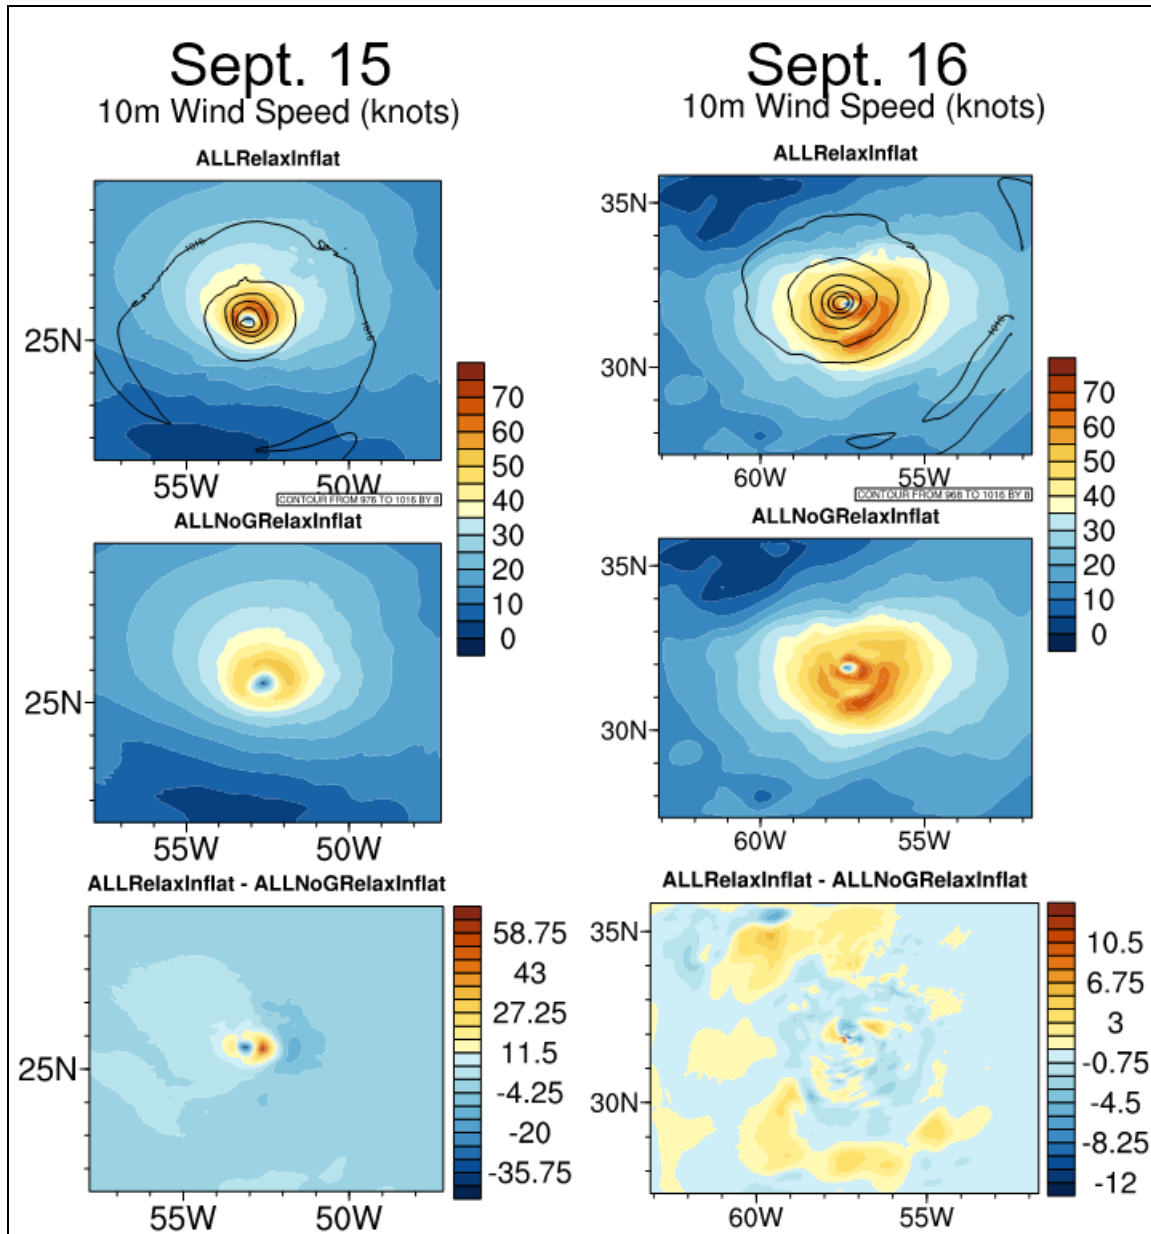 Sept. 15
10m Wind Speed (knots)
ALLRelaxInflat
1016
1016
25N
55W
50W
CONTOUR FROM 976 TO 1016 BY 8
70
60
50
40
30
20
10
0
ALLNoGRelaxInflat
25N
55W
50W
ALLRelaxInflat - ALLNoGRelaxInflat
25N
55W
50W
58.75
43
27.25
11.5
-4.25
-20
-35.75
Sept. 16
10m Wind Speed (knots)
ALLRelaxInflat
35N
30N
1016
60W
55W
CONTOUR FROM 968 TO 1016 BY 8
70
60
50
40
30
20
10
0
ALLNoGRelaxInflat
35N
30N
60W
55W
ALLRelaxInflat - ALLNoGRelaxInflat
35N
30N
60W
55W
10.5
6.75
3
-0.75
-4.5
-8.25
-12